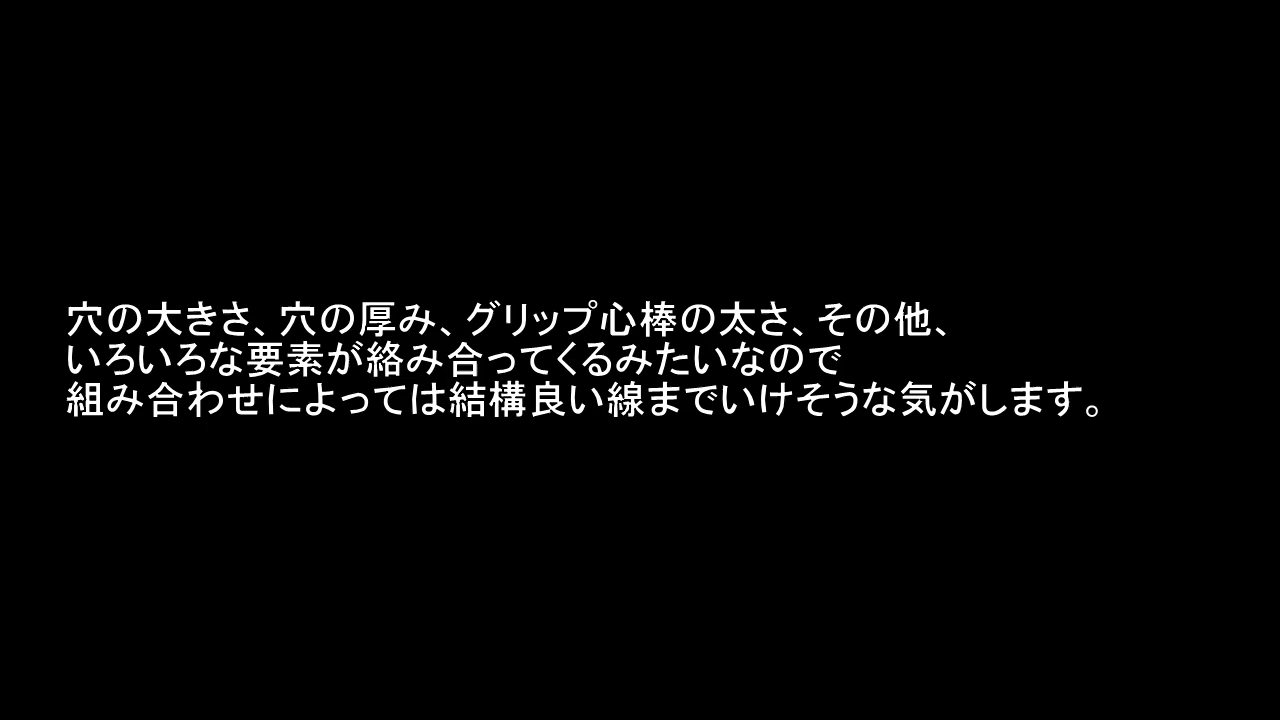 穴の大きさ、穴の厚み、グリップ心棒の太さ、その他、
いろいろな要素が絡み合ってくるみたいなので
組み合わせによっては結構良い線までいけそうな気がします。